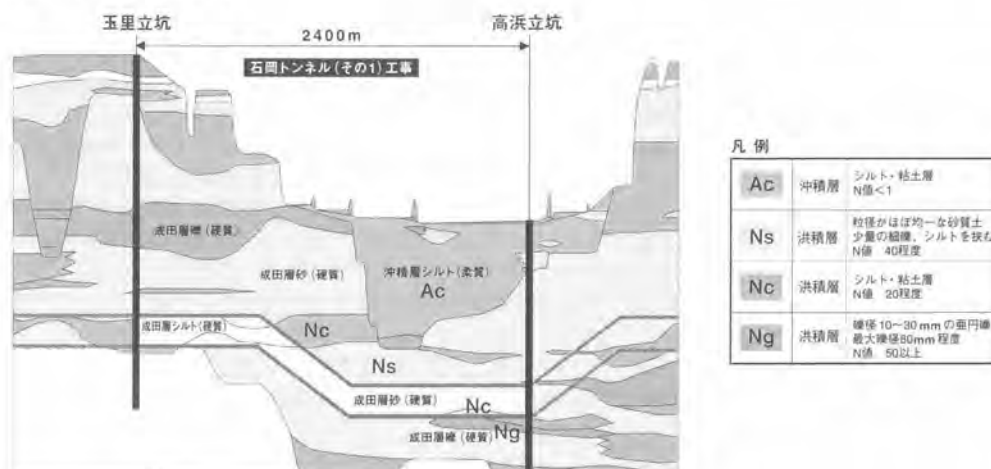 玉里立坑
高浜立坑
2400m
石岡トンネル(その1)工事
成田層礫(硬質)
成田層砂(硬質)
沖積層シルト(柔質)
Ac
成田層シルト(硬質)
Nc
Ns
成田層砂(硬質)
Nc
成田層礫(硬質)
Ng
凡例
Ac 沖積層 シルト・粘土層
N値<1
Ns 洪積層 粒径がほぼ均一な砂質土
少量の細礫、シルトを挟む
N値 40程度
Nc 洪積層 シルト・粘土層
N値 20程度
Ng 洪積層 礫径10〜30mmの亜円礫
最大礫径80mm程度
N値 50以上